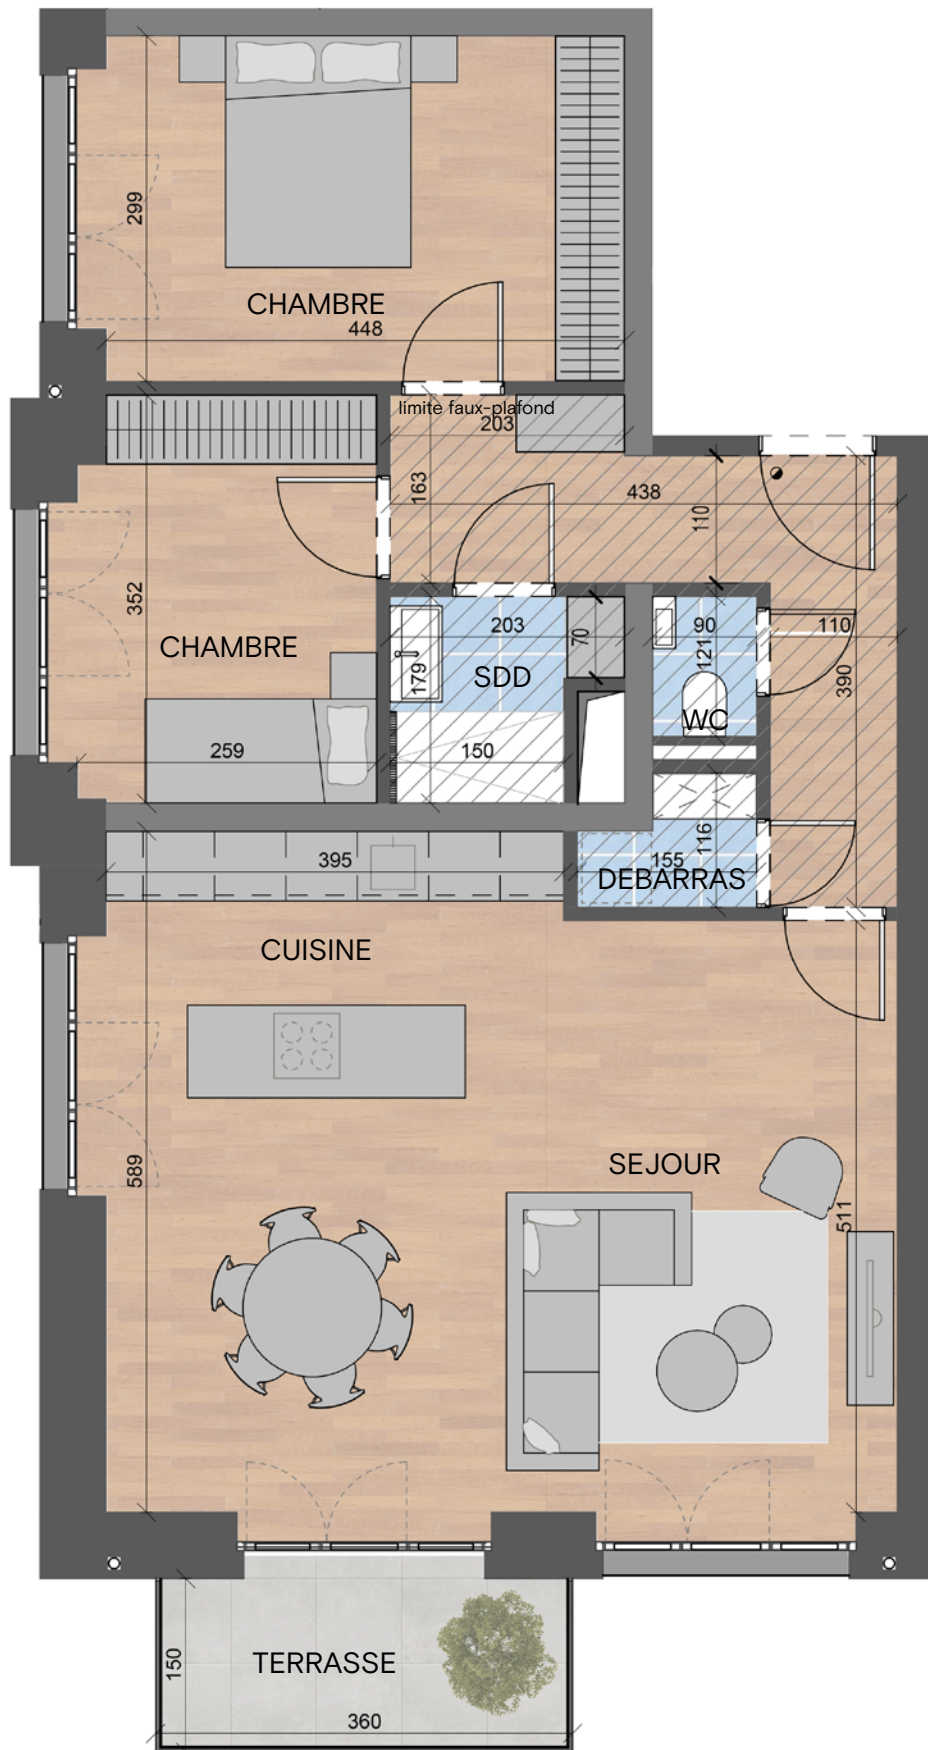 299
CHAMBRE
448
limite faux-plafond
203
163
438
110
352
CHAMBRE
203
70
179
SDD
90
121
110
390
WC
259
150
395
116
155
DEBARRAS
CUISINE
589
SEJOUR
511
150
TERRASSE
360